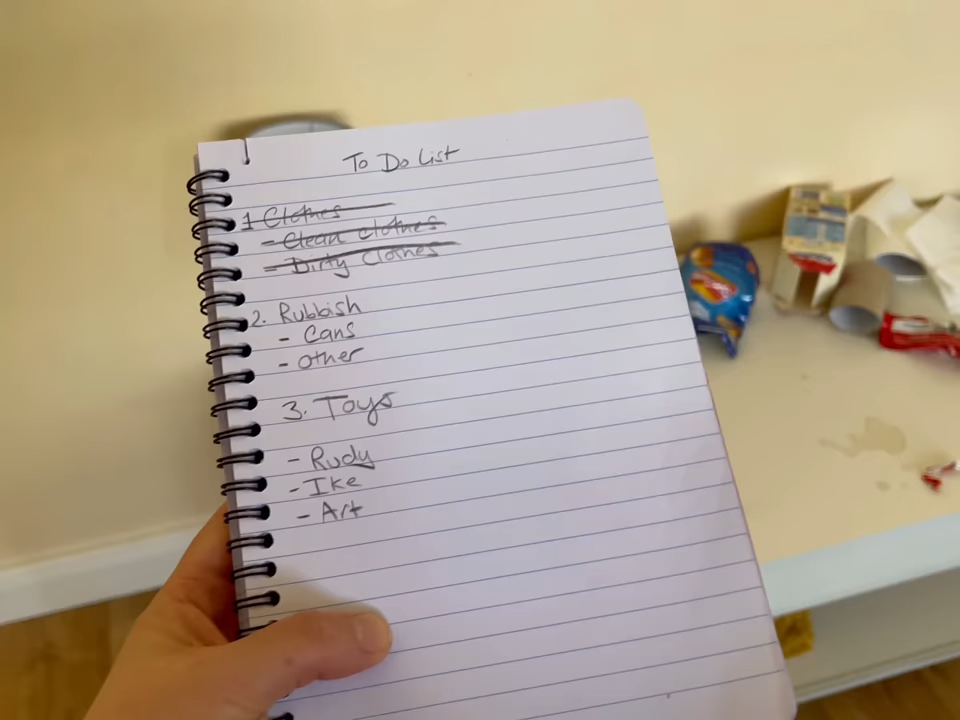 To Do List
1 Clothes
- Clean clothes
- Dirty Clothes
2. Rubbish
- Cans
- Other
3. Toys
- Rudy
- Ike
- Art